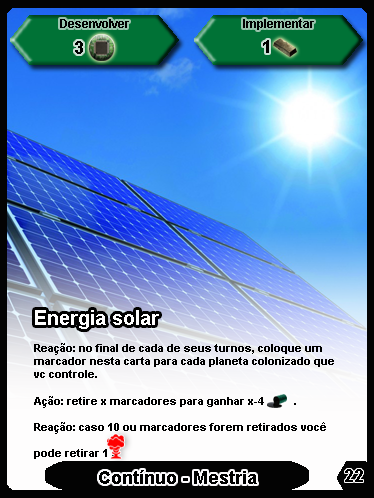 Desenvolver
3
Implementar
1
Energia solar
Reação: no final de cada de seus turnos, coloque um
marcador nesta carta para cada planeta colonizado que
vc controle.
Ação: retire x marcadores para ganhar x-4 .
Reação: caso 10 ou marcadores forem retirados você
pode retirar 1
Contínuo - Mestria
22